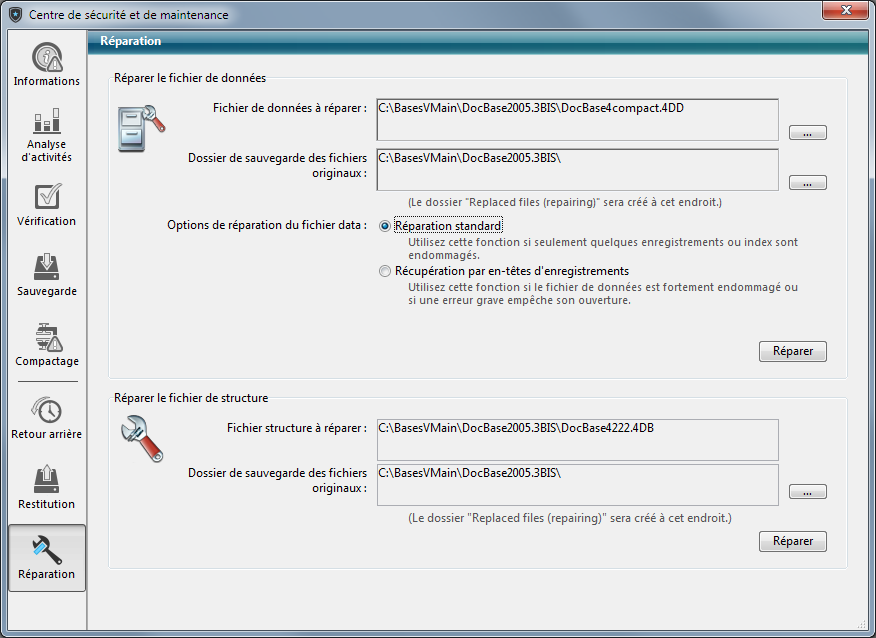 Centre de sécurité et de maintenance
Réparation
Informations
Analyse
d'activités
Vérification
Sauvegarde
Compactage
Retour arrière
Restitution
Réparation
Réparer le fichier de données
Fichier de données à réparer :
C:\BasesVMain\DocBase2005.3BIS\DocBase4compact.4DD
...
Dossier de sauvegarde des fichiers
originaux :
C:\BasesVMain\DocBase2005.3BIS\
...
(Le dossier "Replaced files (repairing)" sera créé à cet endroit.)
Options de réparation du fichier data :
Réparation standard
Utilisez cette fonction si seulement quelques enregistrements ou index sont
endommagés.
Récupération par en-têtes d'enregistrements
Utilisez cette fonction si le fichier de données est fortement endommagé ou
si une erreur grave empêche son ouverture.
Réparer
Réparer le fichier de structure
Fichier structure à réparer :
C:\BasesVMain\DocBase2005.3BIS\DocBase4222.4DB
Dossier de sauvegarde des fichiers
originaux :
C:\BasesVMain\DocBase2005.3BIS\
...
(Le dossier "Replaced files (repairing)" sera créé à cet endroit.)
Réparer